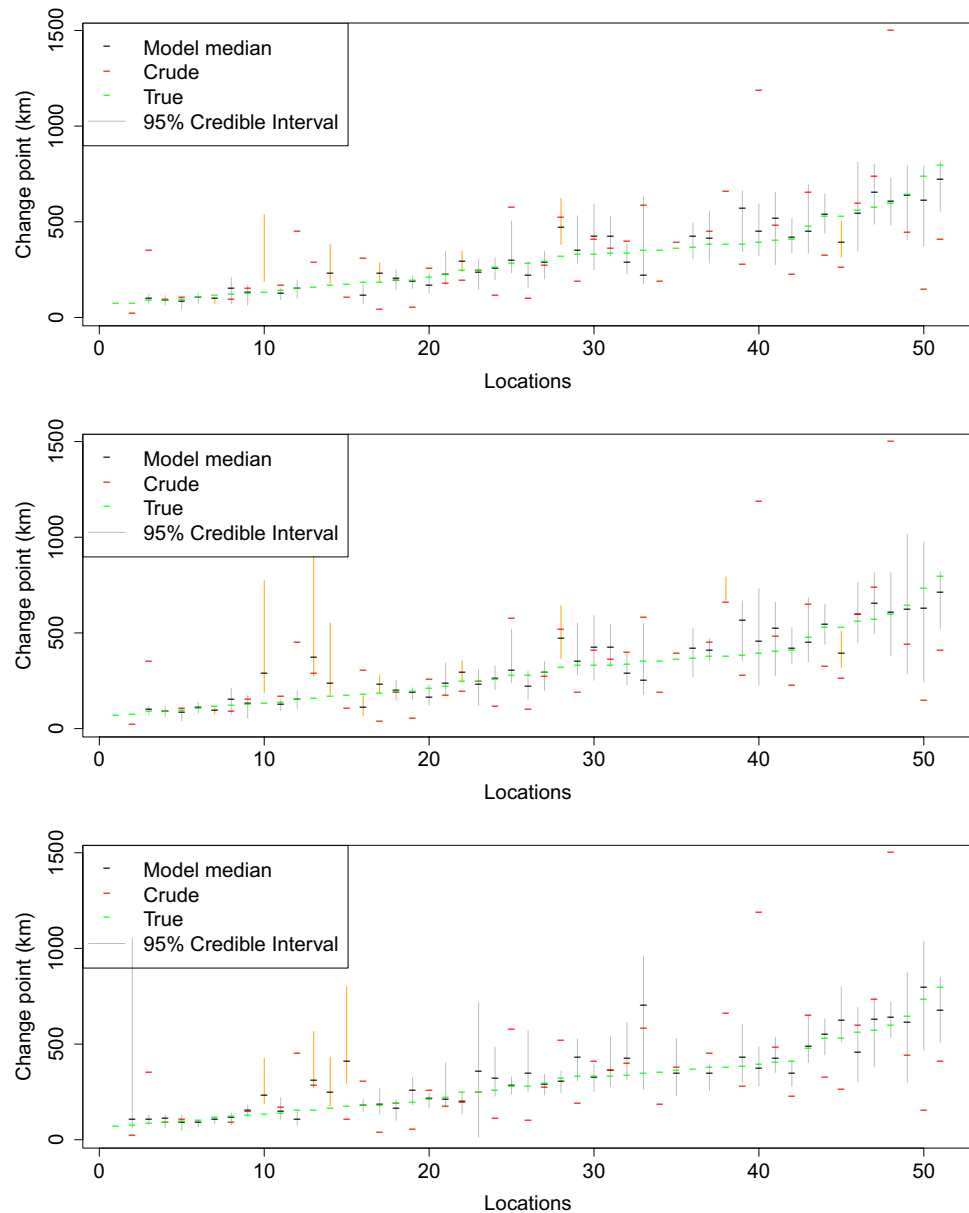 Change point (km)
1500
1000
500
0
Model median
Crude
True
95% Credible Interval
0 10 20 30 40 50
Locations
Change point (km)
1500
1000
500
0
Model median
Crude
True
95% Credible Interval
0 10 20 30 40 50
Locations
Change point (km)
1500
1000
500
0
Model median
Crude
True
95% Credible Interval
0 10 20 30 40 50
Locations